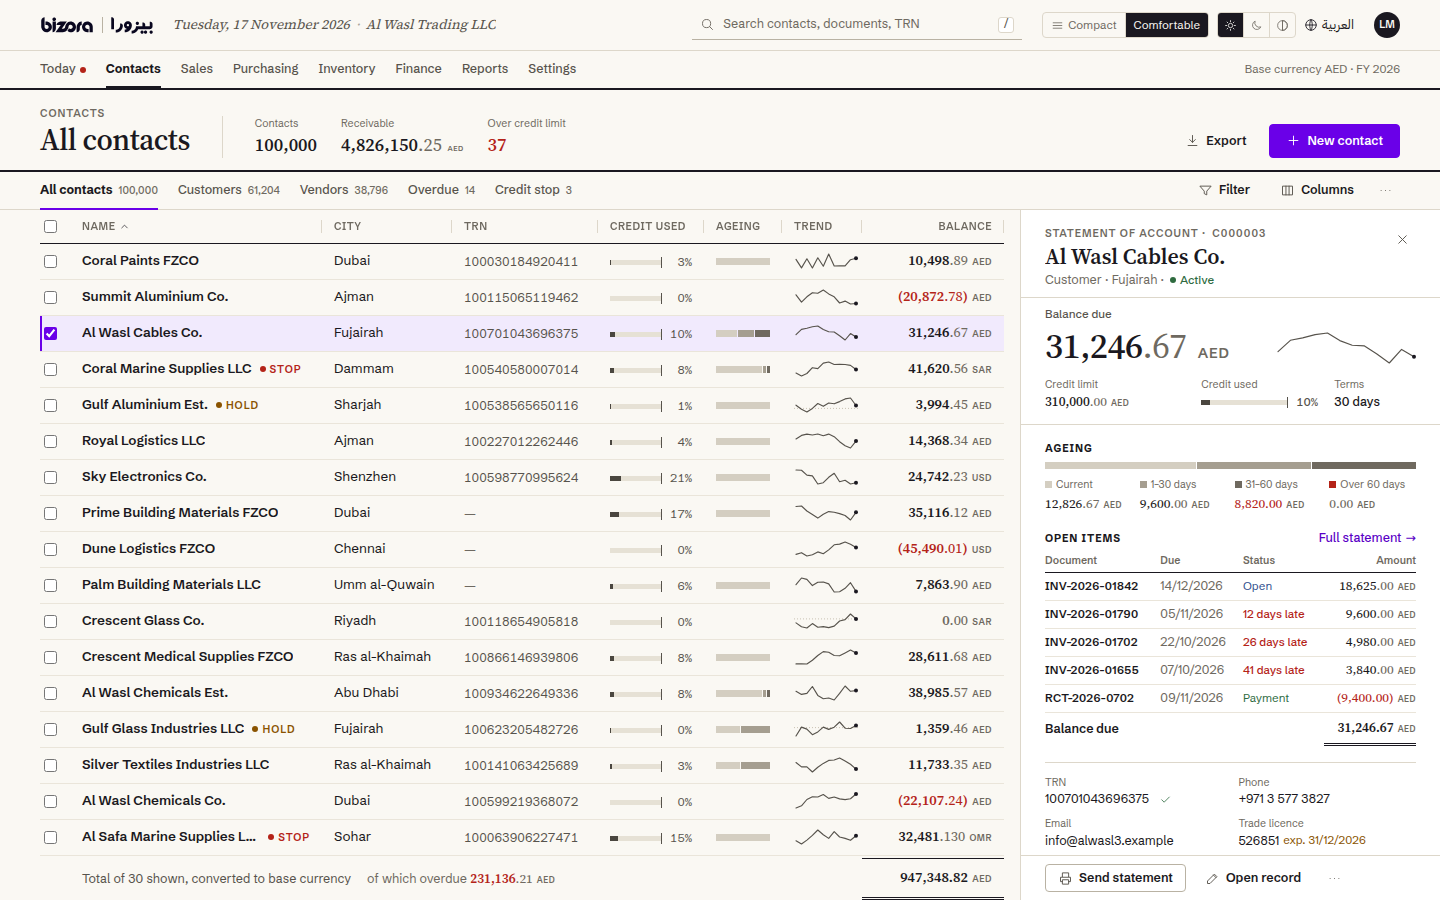 bizora | بيزورا
Tuesday, 17 November 2026 · Al Wasl Trading LLC
Search contacts, documents, TRN /
Compact Comfortable
العربية
LM
Today Contacts Sales Purchasing Inventory Finance Reports Settings
Base currency AED · FY 2026
CONTACTS
All contacts
Contacts 100,000
Receivable 4,826,150.25 AED
Over credit limit 37
Export
New contact
All contacts 100,000 Customers 61,204 Vendors 38,796 Overdue 14 Credit stop 3
Filter Columns ...
NAME CITY TRN CREDIT USED AGEING TREND BALANCE
Coral Paints FZCO Dubai 100030184920411 3% 10,498.89 AED
Summit Aluminium Co. Ajman 100115065119462 0% (20,872.78) AED
Al Wasl Cables Co. Fujairah 100701043696375 10% 31,246.67 AED
Coral Marine Supplies LLC STOP Dammam 100540580007014 8% 41,620.56 SAR
Gulf Aluminium Est. HOLD Sharjah 100538565650116 1% 3,994.45 AED
Royal Logistics LLC Ajman 100227012262446 4% 14,368.34 AED
Sky Electronics Co. Shenzhen 100598770995624 21% 24,742.23 USD
Prime Building Materials FZCO Dubai — 17% 35,116.12 AED
Dune Logistics FZCO Chennai — 0% (45,490.01) USD
Palm Building Materials LLC Umm al-Quwain — 6% 7,863.90 AED
Crescent Glass Co. Riyadh 100118654905818 0% 0.00 SAR
Crescent Medical Supplies FZCO Ras al-Khaimah 100866146939806 8% 28,611.68 AED
Al Wasl Chemicals Est. Abu Dhabi 100934622649336 8% 38,985.57 AED
Gulf Glass Industries LLC HOLD Fujairah 100623205482726 0% 1,359.46 AED
Silver Textiles Industries LLC Ras al-Khaimah 100141063425689 3% 11,733.35 AED
Al Wasl Chemicals Co. Dubai 100599219368072 0% (22,107.24) AED
Al Safa Marine Supplies L... STOP Sohar 100063906227471 15% 32,481.130 OMR
Total of 30 shown, converted to base currency of which overdue 231,136.21 AED 947,348.82 AED
STATEMENT OF ACCOUNT · C000003
Al Wasl Cables Co.
Customer · Fujairah · Active
Balance due
31,246.67 AED
Credit limit Credit used Terms
310,000.00 AED 10% 30 days
AGEING
Current 1-30 days 31-60 days Over 60 days
12,826.67 AED 9,600.00 AED 8,820.00 AED 0.00 AED
OPEN ITEMS Full statement →
Document Due Status Amount
INV-2026-01842 14/12/2026 Open 18,625.00 AED
INV-2026-01790 05/11/2026 12 days late 9,600.00 AED
INV-2026-01702 22/10/2026 26 days late 4,980.00 AED
INV-2026-01655 07/10/2026 41 days late 3,840.00 AED
RCT-2026-0702 09/11/2026 Payment (9,400.00) AED
Balance due 31,246.67 AED
TRN Phone
100701043696375 +971 3 577 3827
Email Trade licence
info@alwasl3.example 526851 exp. 31/12/2026
Send statement Open record ...